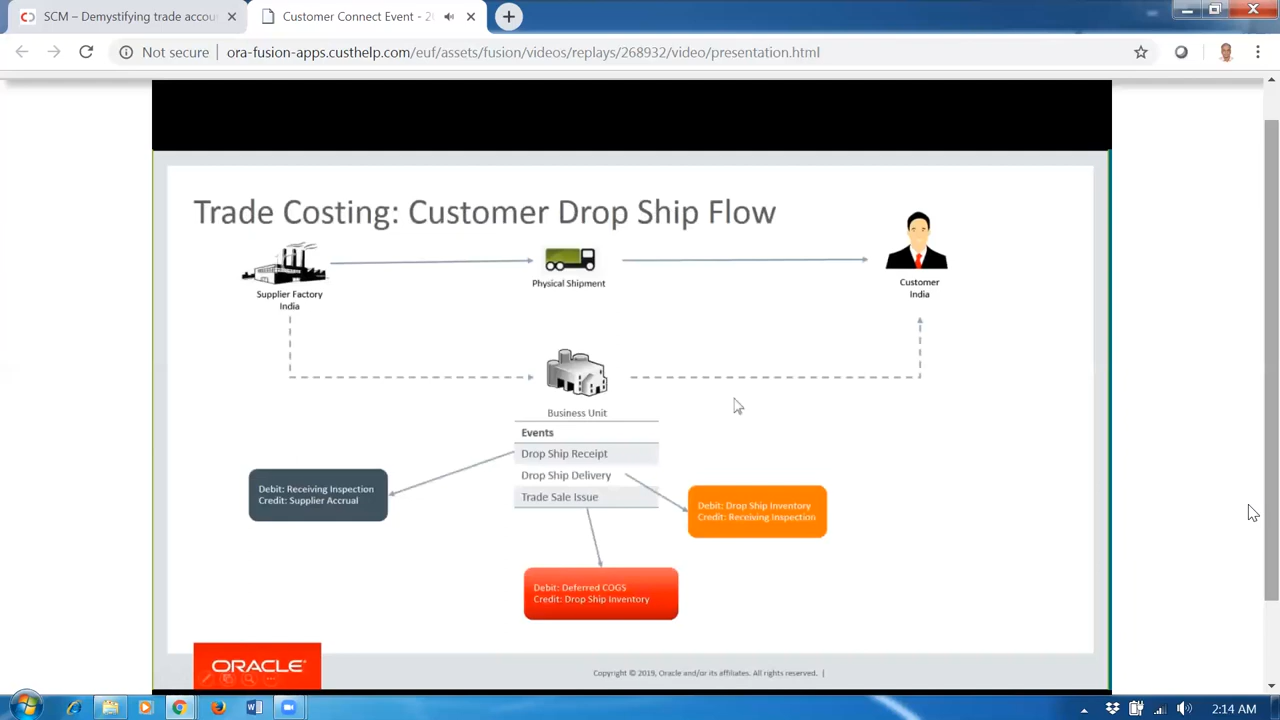 SCM – Demystifying trade accou
Customer Connect Event - 2
Not secure
ora-fusion-apps.custhelp.com/euf/assets/fusion/videos/replays/268932/video/presentation.html
Trade Costing: Customer Drop Ship Flow
Supplier Factory
India
Physical Shipment
Customer
India
Business Unit
Events
Drop Ship Receipt
Drop Ship Delivery
Trade Sale Issue
Debit: Receiving Inspection
Credit: Supplier Accrual
Debit: Drop Ship Inventory
Credit: Receiving Inspection
Debit: Deferred COGS
Credit: Drop Ship Inventory
ORACLE
Copyright © 2019, Oracle and/or its affiliates. All rights reserved. |
2:14 AM